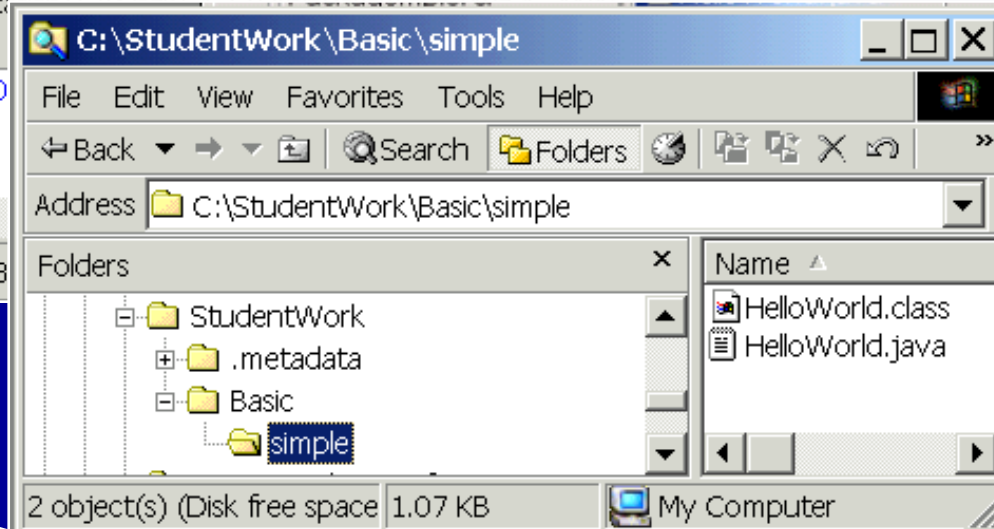 C:\StudentWork\Basic\simple
File Edit View Favorites Tools Help
Back Search Folders »
Address C:\StudentWork\Basic\simple
Folders × Name
StudentWork
.metadata
Basic
simple
HelloWorld.class
HelloWorld.java
2 object(s) (Disk free space 1.07 KB My Computer